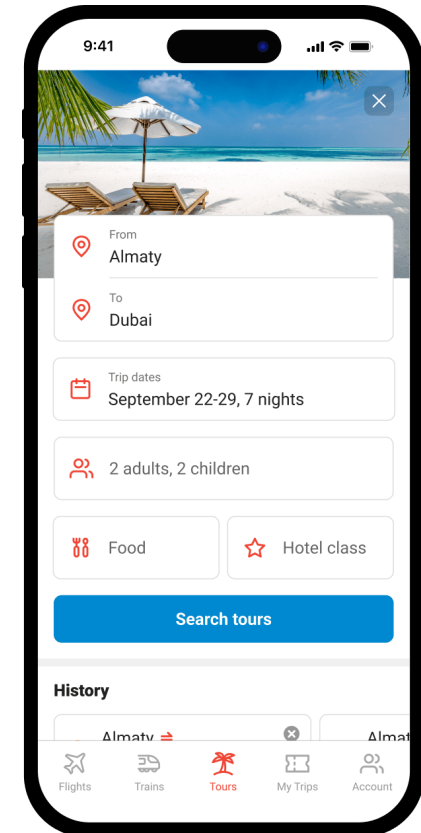 9:41
From
Almaty
To
Dubai
Trip dates
September 22-29, 7 nights
2 adults, 2 children
Food
Hotel class
Search tours
History
Almaty
Flights
Trains
Tours
My Trips
Account